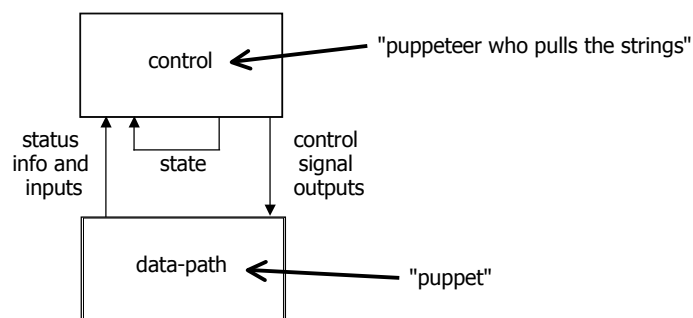 control
"puppeteer who pulls the strings"
status
info and
inputs
state
control
signal
outputs
data-path
"puppet"